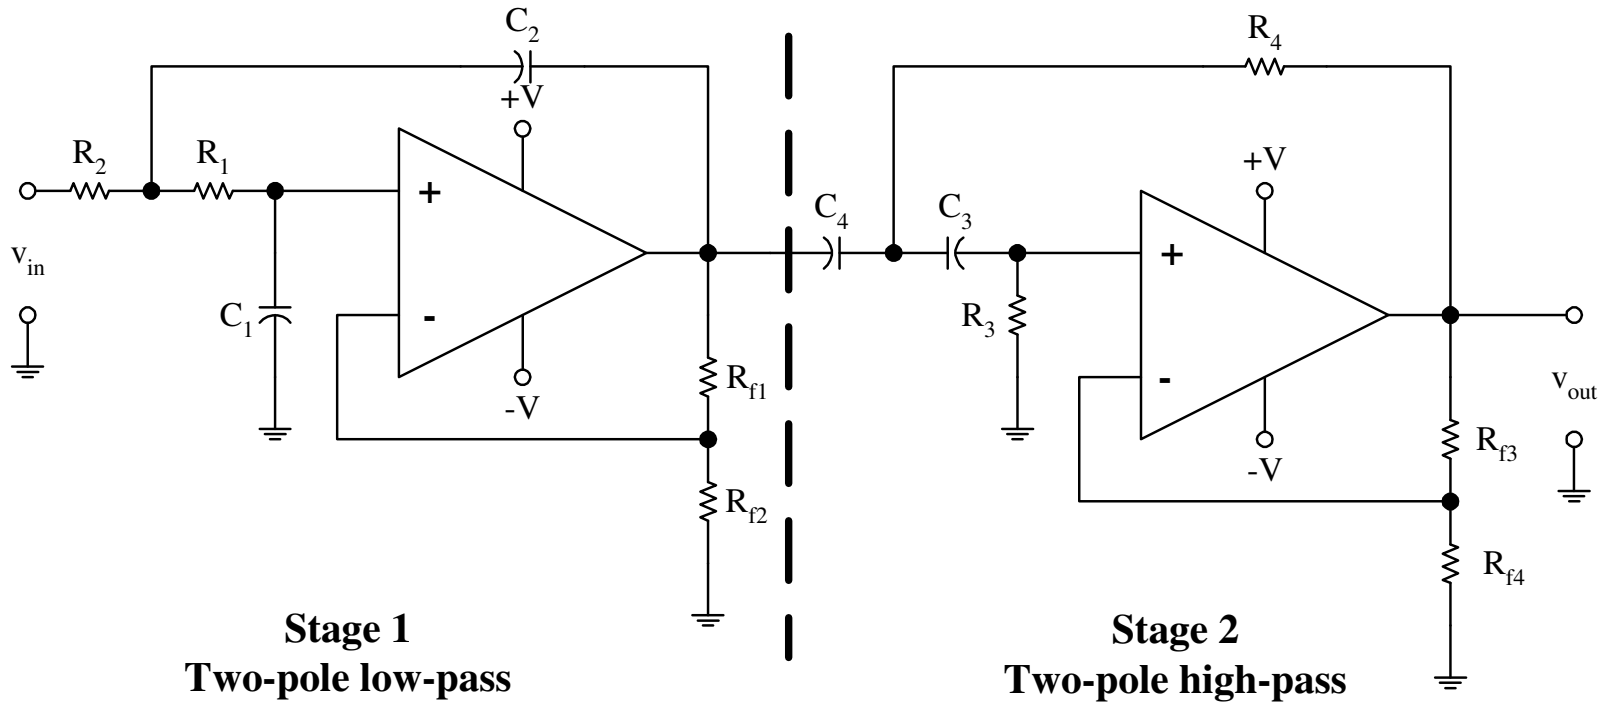 C2
R4
+V
R2
R1
+
+V
C4
C3
+
vin
C1
-
R3
Rf1
-
vout
-V
Rf3
-V
Rf2
Rf4
Stage 1
Two-pole low-pass
Stage 2
Two-pole high-pass